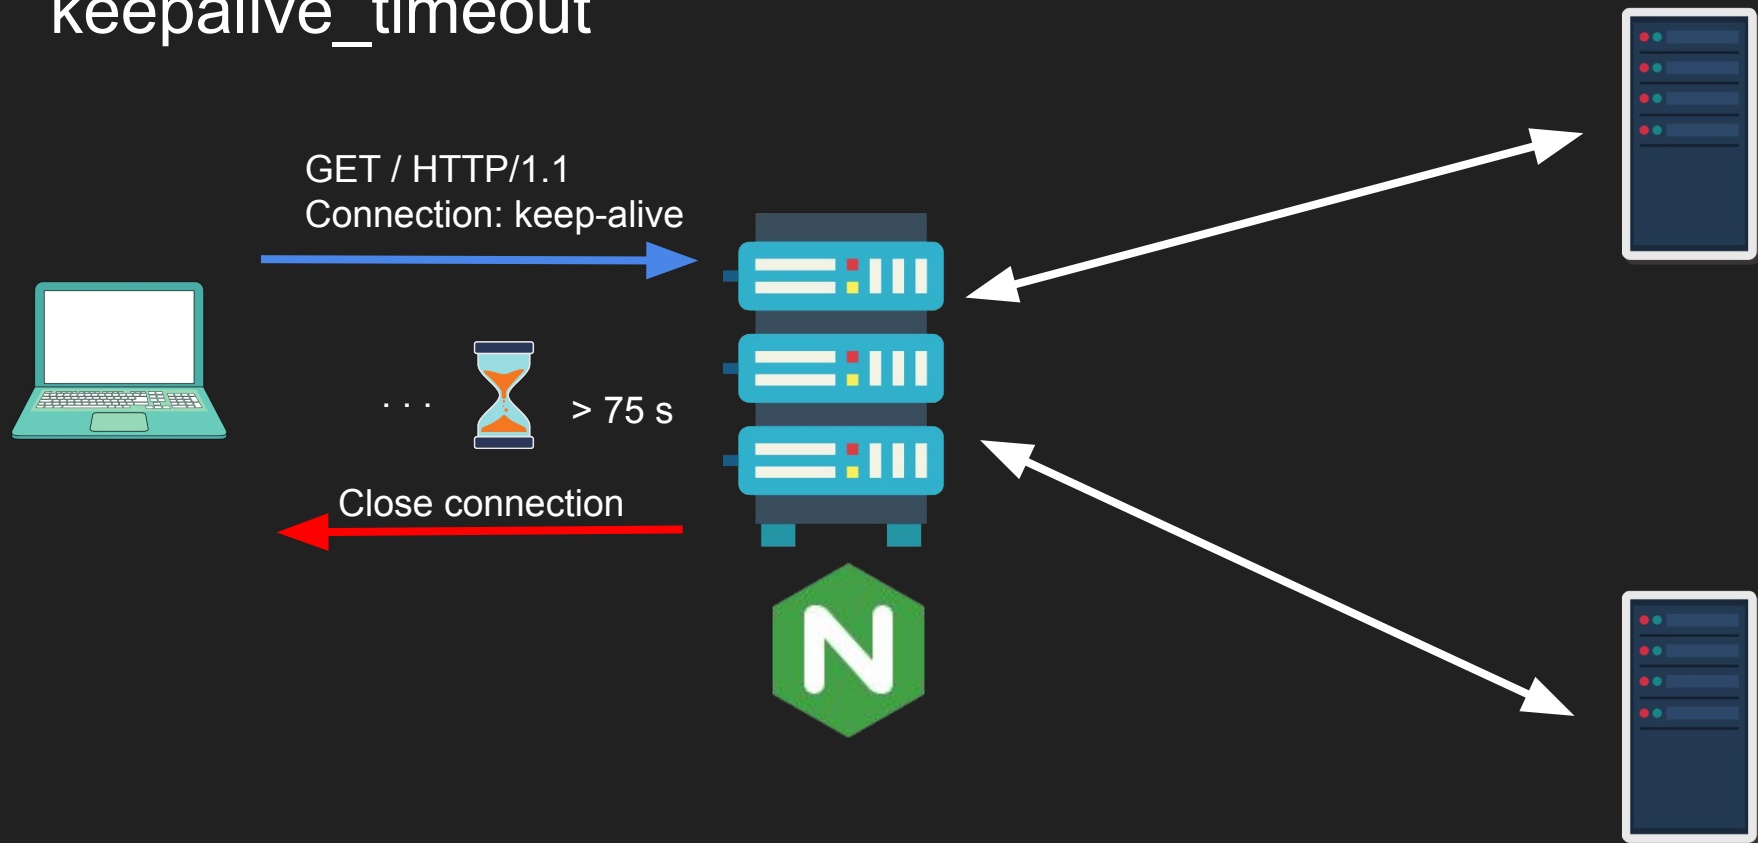 keepalive_timeout
GET / HTTP/1.1
Connection: keep-alive
. . .
> 75 s
Close connection
N